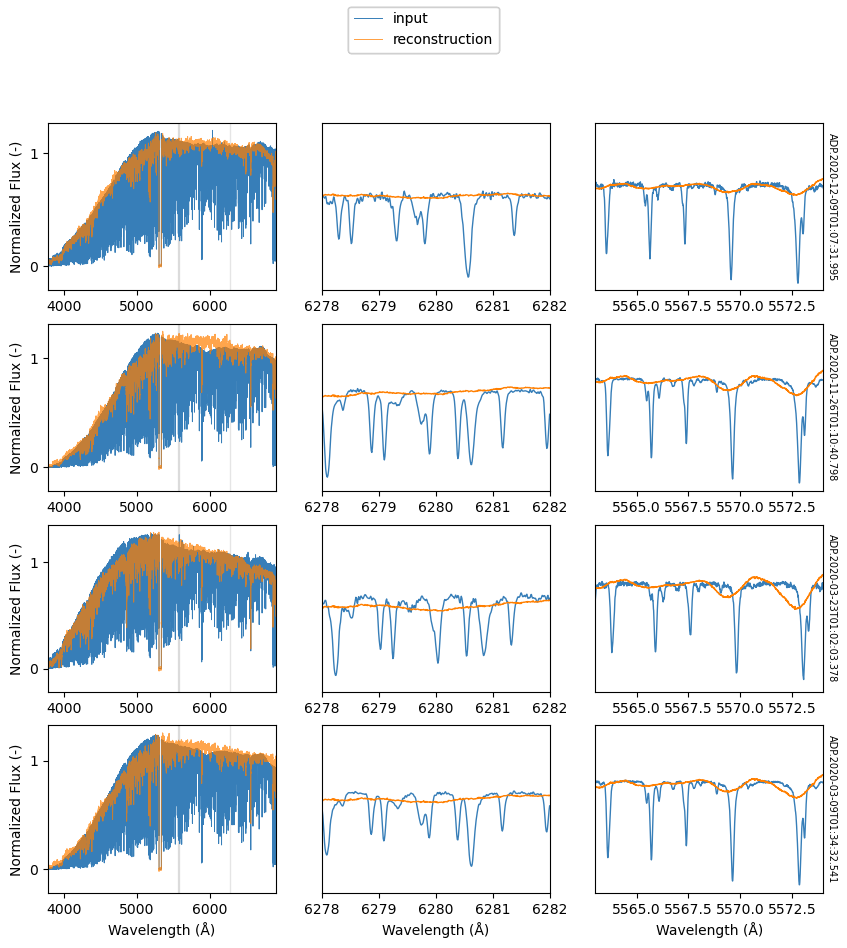 input
reconstruction
Normalized Flux (-)
1
0
4000 5000 6000
6278 6279 6280 6281 6282
5565.0 5567.5 5570.0 5572.5
ADP.2020-12-09T01:07:31.995
Normalized Flux (-)
1
0
4000 5000 6000
6278 6279 6280 6281 6282
5565.0 5567.5 5570.0 5572.5
ADP.2020-11-26T01:10:40.798
Normalized Flux (-)
1
0
4000 5000 6000
6278 6279 6280 6281 6282
5565.0 5567.5 5570.0 5572.5
ADP.2020-03-23T01:02:03.378
Normalized Flux (-)
1
0
4000 5000 6000
6278 6279 6280 6281 6282
5565.0 5567.5 5570.0 5572.5
ADP.2020-03-09T01:34:32.541
Wavelength (Å) Wavelength (Å) Wavelength (Å)